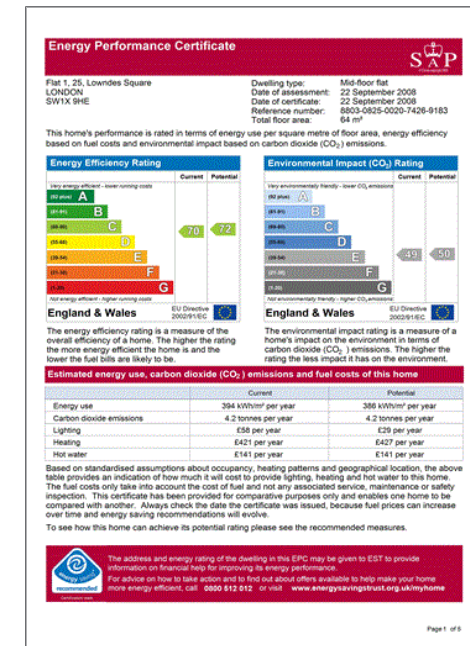 Energy Performance Certificate
SAP
Flat 1, 25, Lowndes Square
LONDON
SW1X 9HE
Dwelling type: Mid-floor flat
Date of assessment: 22 September 2008
Date of certificate: 22 September 2008
Reference number: 8803-0825-0020-7426-9183
Total floor area: 64 m²
This home's performance is rated in terms of energy use per square metre of floor area, energy efficiency
based on fuel costs and environmental impact based on carbon dioxide (CO₂) emissions.
Energy Efficiency Rating
Current Potential
Very energy efficient - lower running costs
(92 plus) A
(81-91) B
(69-80) C
(55-68) D
(39-54) E
(21-38) F
(1-20) G
70 72
Not energy efficient - higher running costs
England & Wales
EU Directive
2002/91/EC
Environmental Impact (CO₂) Rating
Current Potential
Very environmentally friendly - lower CO₂ emissions
(92 plus) A
(81-91) B
(69-80) C
(55-68) D
(39-54) E
(21-38) F
(1-20) G
49 50
Not environmentally friendly - higher CO₂ emissions
England & Wales
EU Directive
2002/91/EC
The energy efficiency rating is a measure of the
overall efficiency of a home. The higher the rating
the more energy efficient the home is and the
lower the fuel bills are likely to be.
The environmental impact rating is a measure of a
home's impact on the environment in terms of
carbon dioxide (CO₂) emissions. The higher the
rating the less impact it has on the environment.
Estimated energy use, carbon dioxide (CO₂) emissions and fuel costs of this home
Current Potential
Energy use 394 kWh/m² per year 386 kWh/m² per year
Carbon dioxide emissions 4.2 tonnes per year 4.2 tonnes per year
Lighting £58 per year £29 per year
Heating £421 per year £427 per year
Hot water £141 per year £141 per year
Based on standardised assumptions about occupancy, heating patterns and geographical location, the above
table provides an indication of how much it will cost to provide lighting, heating and hot water to this home.
The fuel costs only take into account the cost of fuel and not any associated service, maintenance or safety
inspection. This certificate has been provided for comparative purposes only and enables one home to be
compared with another. Always check the date the certificate was issued, because fuel prices can increase
over time and energy saving recommendations will evolve.
To see how this home can achieve its potential rating please see the recommended measures.
energy saving
recommended
The address and energy rating of the dwelling in this EPC may be given to EST to provide
information on financial help for improving its energy performance.
For advice on how to take action and to find out about offers available to help make your home
more energy efficient, call 0800 512 012 or visit www.energysavingstrust.org.uk/myhome
Page 1 of 6